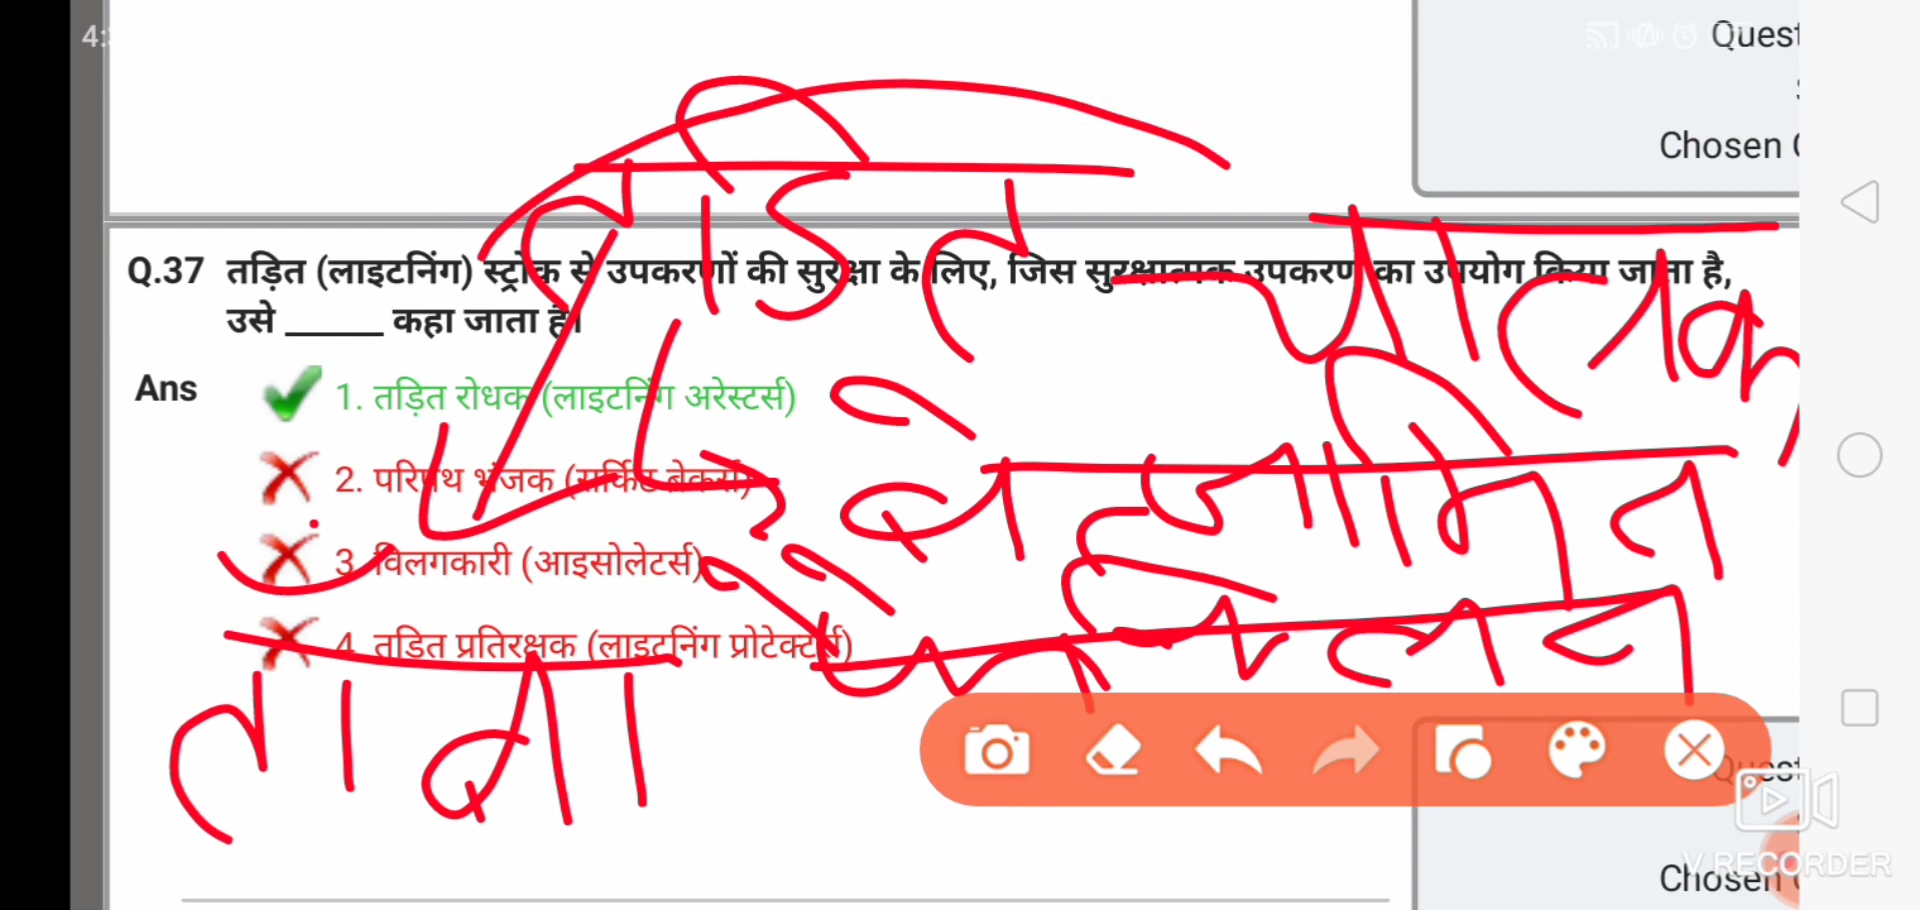 4:
Quest
Chosen
तड़ित चालक
Q.37 तड़ित (लाइटनिंग) स्ट्रोक से उपकरणों की सुरक्षा के लिए, जिस सुरक्षात्मक उपकरण का उपयोग किया जाता है,
उसे ______ कहा जाता है।
Ans 1. तड़ित रोधक (लाइटनिंग अरेस्टर्स)
2. परिपथ भंजक (सर्किट ब्रेकर्स)
3. विलगकारी (आइसोलेटर्स)
4. तड़ित प्रतिरक्षक (लाइटनिंग प्रोटेक्टर्स)
तांबा
Quest
Chosen
V RECORDER